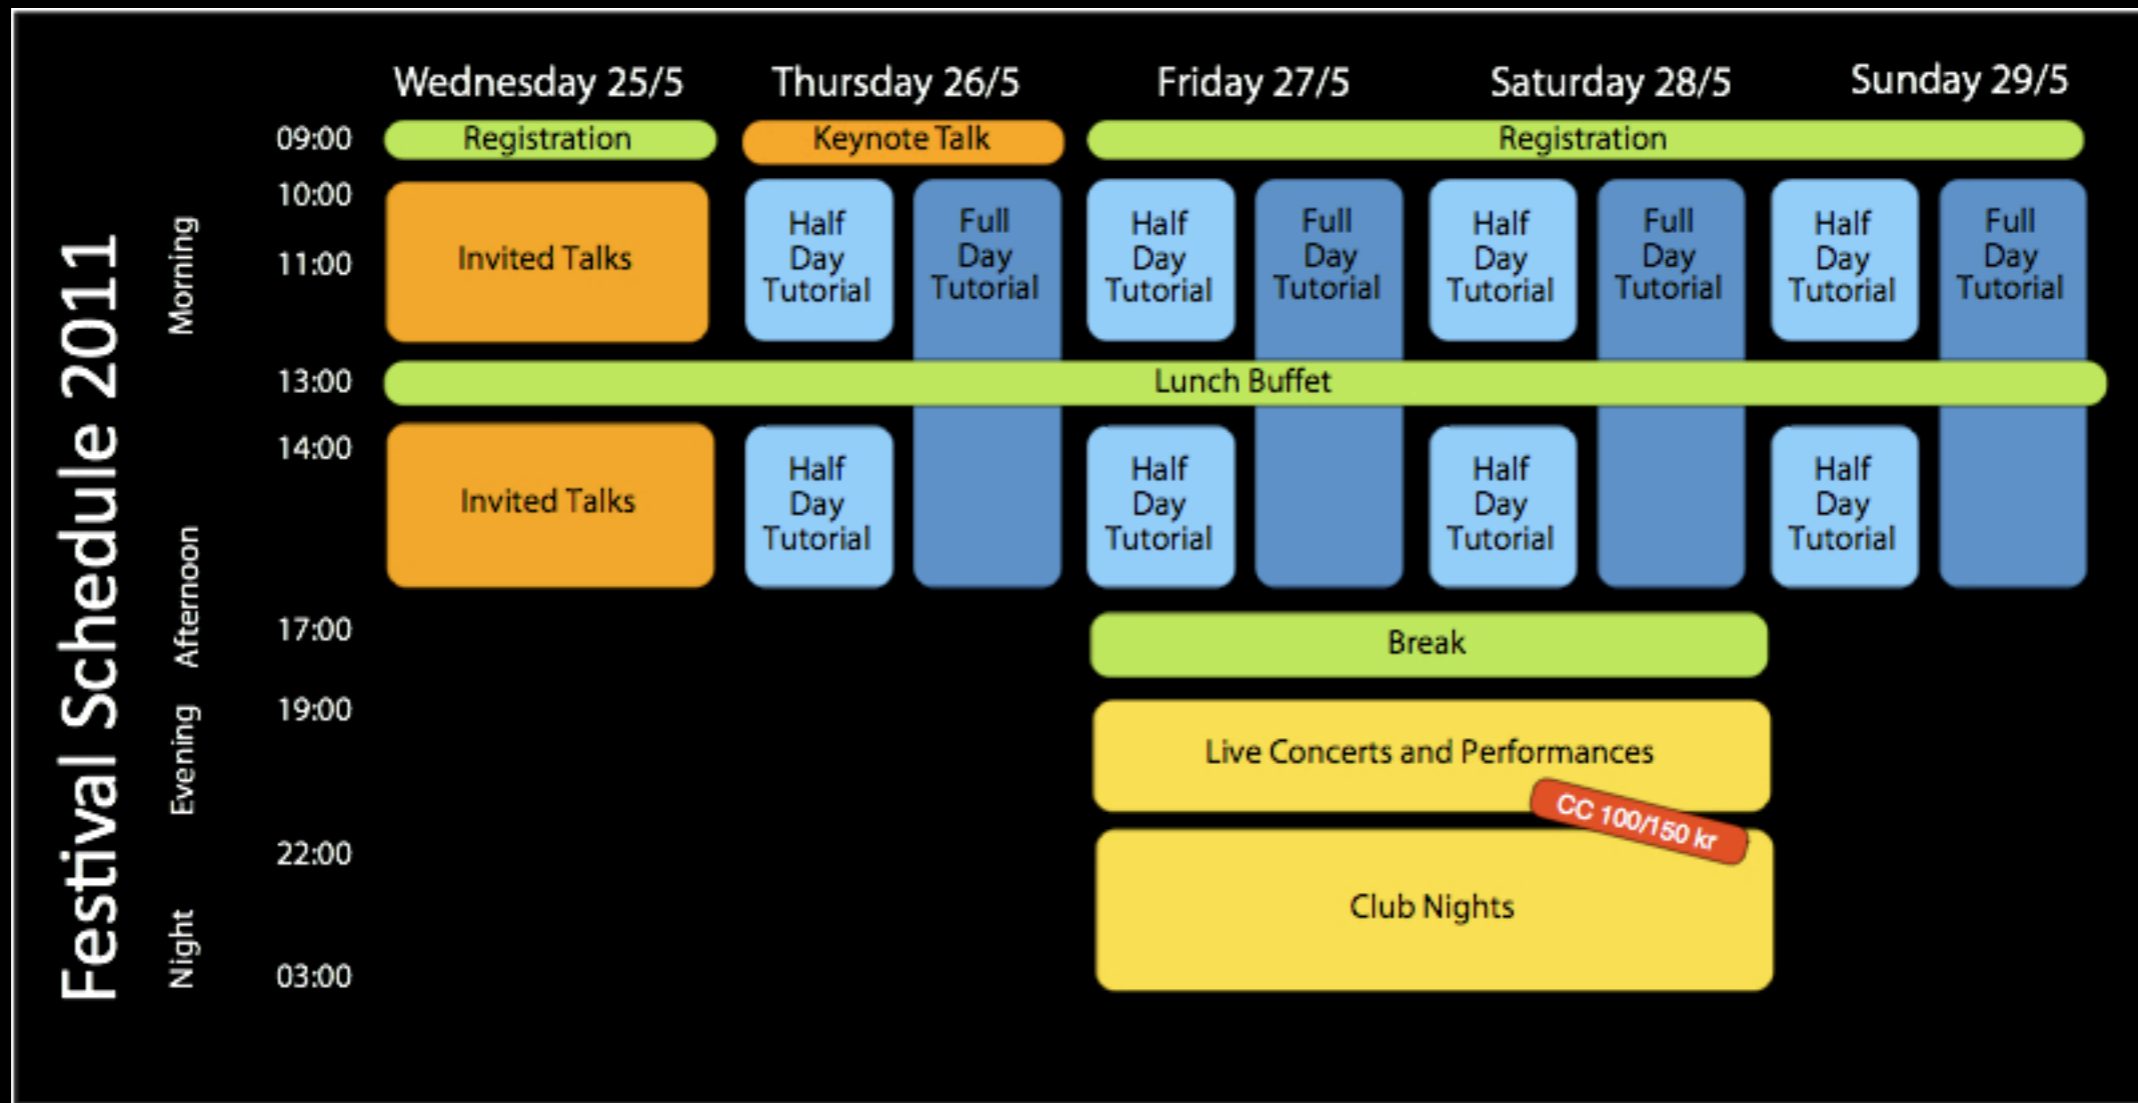 Festival Schedule 2011
Wednesday 25/5
Thursday 26/5
Friday 27/5
Saturday 28/5
Sunday 29/5
Morning
Afternoon
Evening
Night
09:00
Registration
Keynote Talk
Registration
10:00
11:00
Invited Talks
Half
Day
Tutorial
Full
Day
Tutorial
Half
Day
Tutorial
Full
Day
Tutorial
Half
Day
Tutorial
Full
Day
Tutorial
Half
Day
Tutorial
Full
Day
Tutorial
13:00
Lunch Buffet
14:00
Invited Talks
Half
Day
Tutorial
Half
Day
Tutorial
Half
Day
Tutorial
Half
Day
Tutorial
17:00
Break
19:00
Live Concerts and Performances
CC 100/150 kr
22:00
Club Nights
03:00